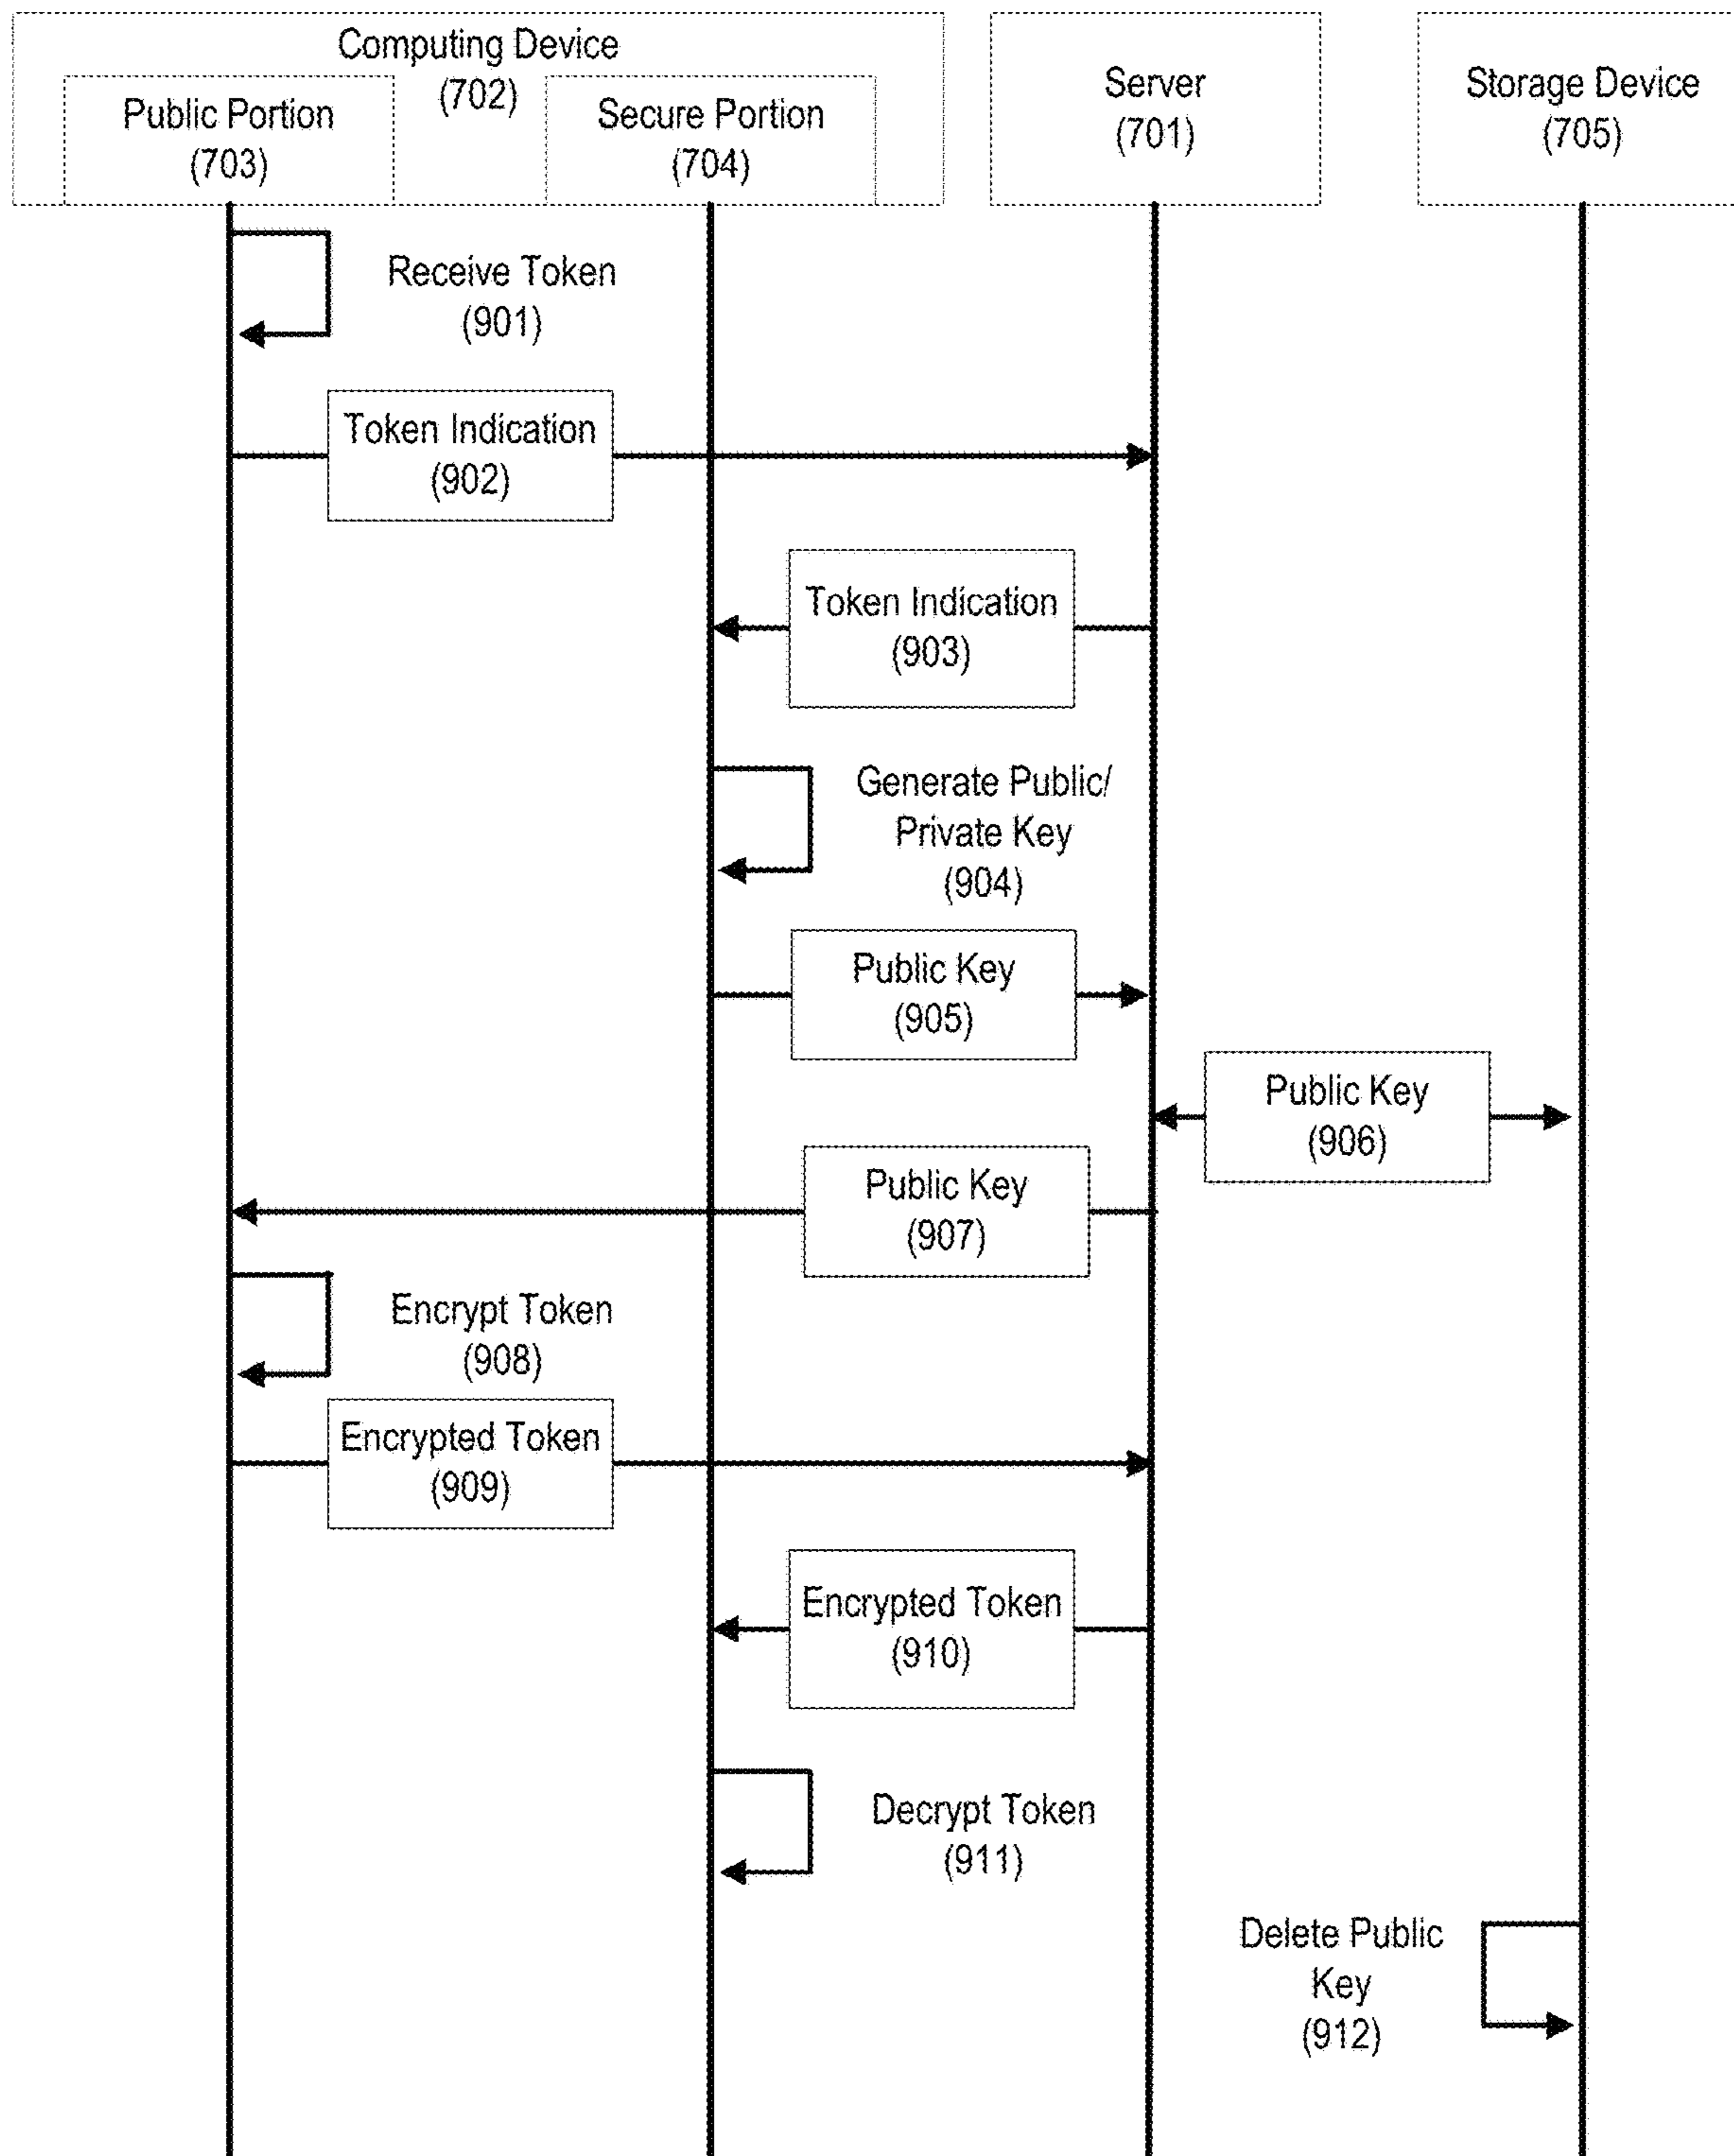 Computing Device
(702)
Public Portion
(703)
Secure Portion
(704)
Server
(701)
Storage Device
(705)
Receive Token
(901)
Token Indication
(902)
Token Indication
(903)
Generate Public/
Private Key
(904)
Public Key
(905)
Public Key
(906)
Public Key
(907)
Encrypt Token
(908)
Encrypted Token
(909)
Encrypted Token
(910)
Decrypt Token
(911)
Delete Public
Key
(912)